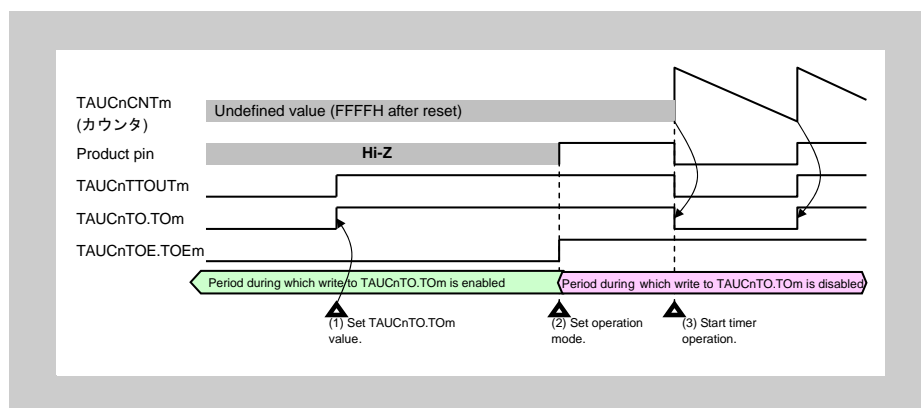 TAUCnCNTm
(カウンタ)
Undefined value (FFFFH after reset)
Product pin
Hi-Z
TAUCnTTOUTm
TAUCnTO.TOm
TAUCnTOE.TOEm
Period during which write to TAUCnTO.TOm is enabled
Period during which write to TAUCnTO.TOm is disabled
(1) Set TAUCnTO.TOm
value.
(2) Set operation
mode.
(3) Start timer
operation.